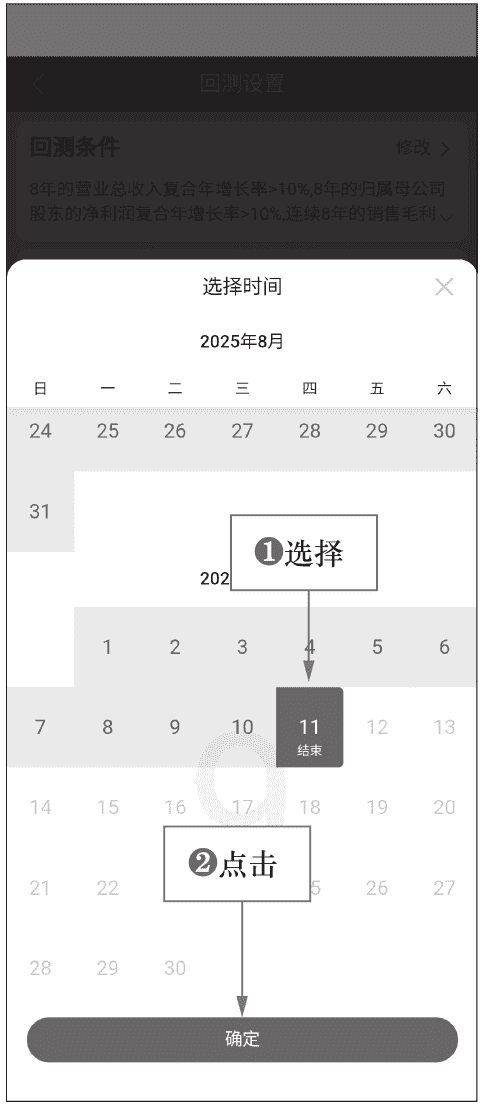 回测设置
回测条件
修改
8年的营业总收入复合年增长率>10%,8年的归属母公司
股东的净利润复合年增长率>10%,连续8年的销售毛利
选择时间
2025年8月
日 一 二 三 四 五 六
24 25 26 27 28 29 30
31
❶选择
202
1 2 3 4 5 6
7 8 9 10 11 12 13
结束
14 15 16 17 18 19 20
❷点击
21 22 5 26 27
28 29 30
确定